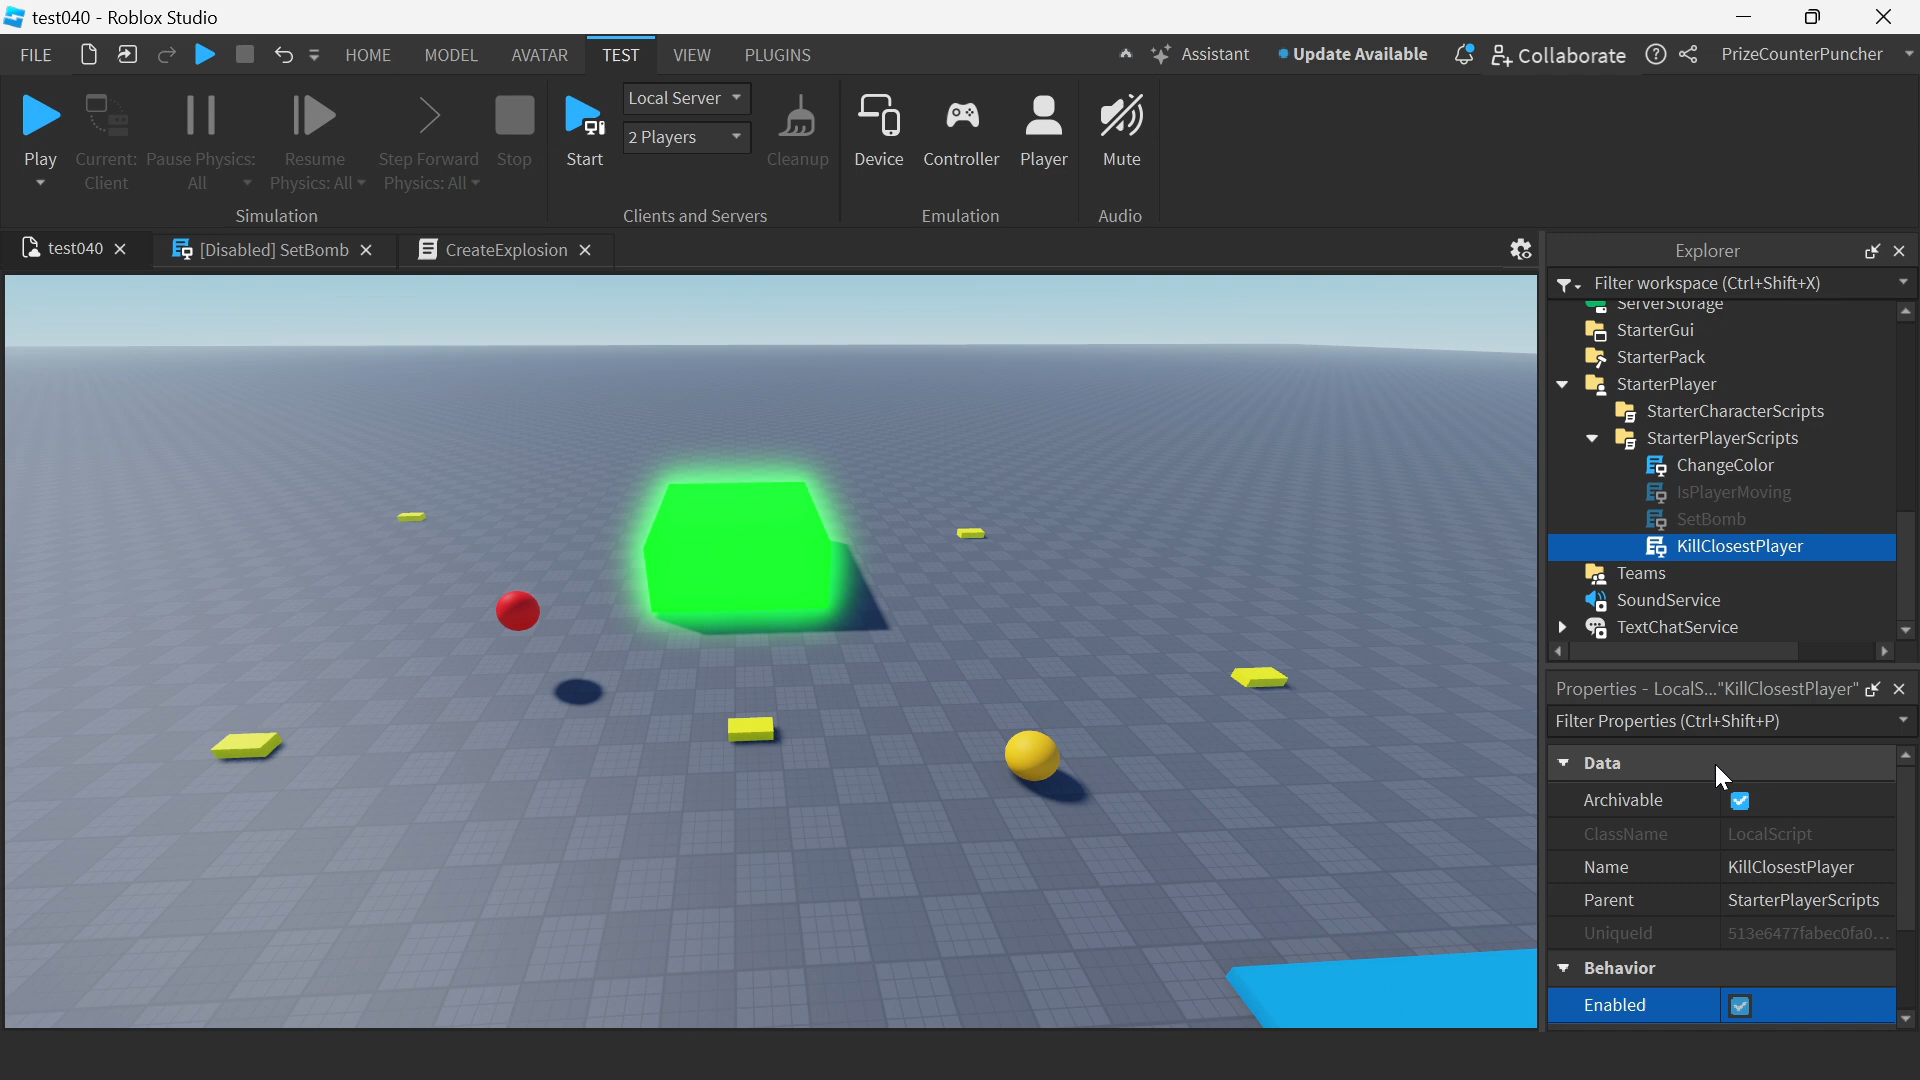 test040 - Roblox Studio
FILE HOME MODEL AVATAR TEST VIEW PLUGINS Assistant Update Available Collaborate PrizeCounterPuncher
Play
Current:
Client
Pause Physics:
All
Resume
Physics: All
Step Forward
Physics: All
Stop
Simulation
Start
Local Server
2 Players
Cleanup
Clients and Servers
Device
Controller
Player
Emulation
Mute
Audio
test040
[Disabled] SetBomb
CreateExplosion
Explorer
Filter workspace (Ctrl+Shift+X)
ServerStorage
StarterGui
StarterPack
StarterPlayer
StarterCharacterScripts
StarterPlayerScripts
ChangeColor
IsPlayerMoving
SetBomb
KillClosestPlayer
Teams
SoundService
TextChatService
Properties - LocalS..."KillClosestPlayer"
Filter Properties (Ctrl+Shift+P)
Data
Archivable
ClassName LocalScript
Name KillClosestPlayer
Parent StarterPlayerScripts
UniqueId 513e6477fabec0fa0...
Behavior
Enabled